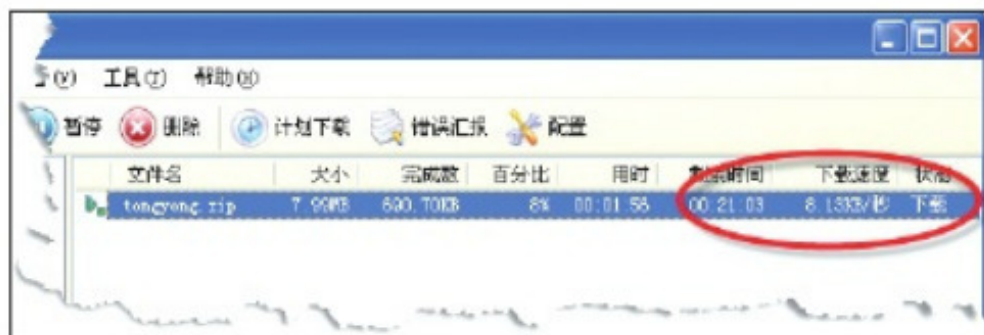 (V) 工具(T) 帮助(H)
暂停 删除 计划下载 错误汇报 配置
文件名 大小 完成数 百分比 用时 剩余时间 下载速度 状态
tongyong.zip 7.99MB 690.70KB 8% 00:01:56 00:21:03 8.13KB/秒 下载